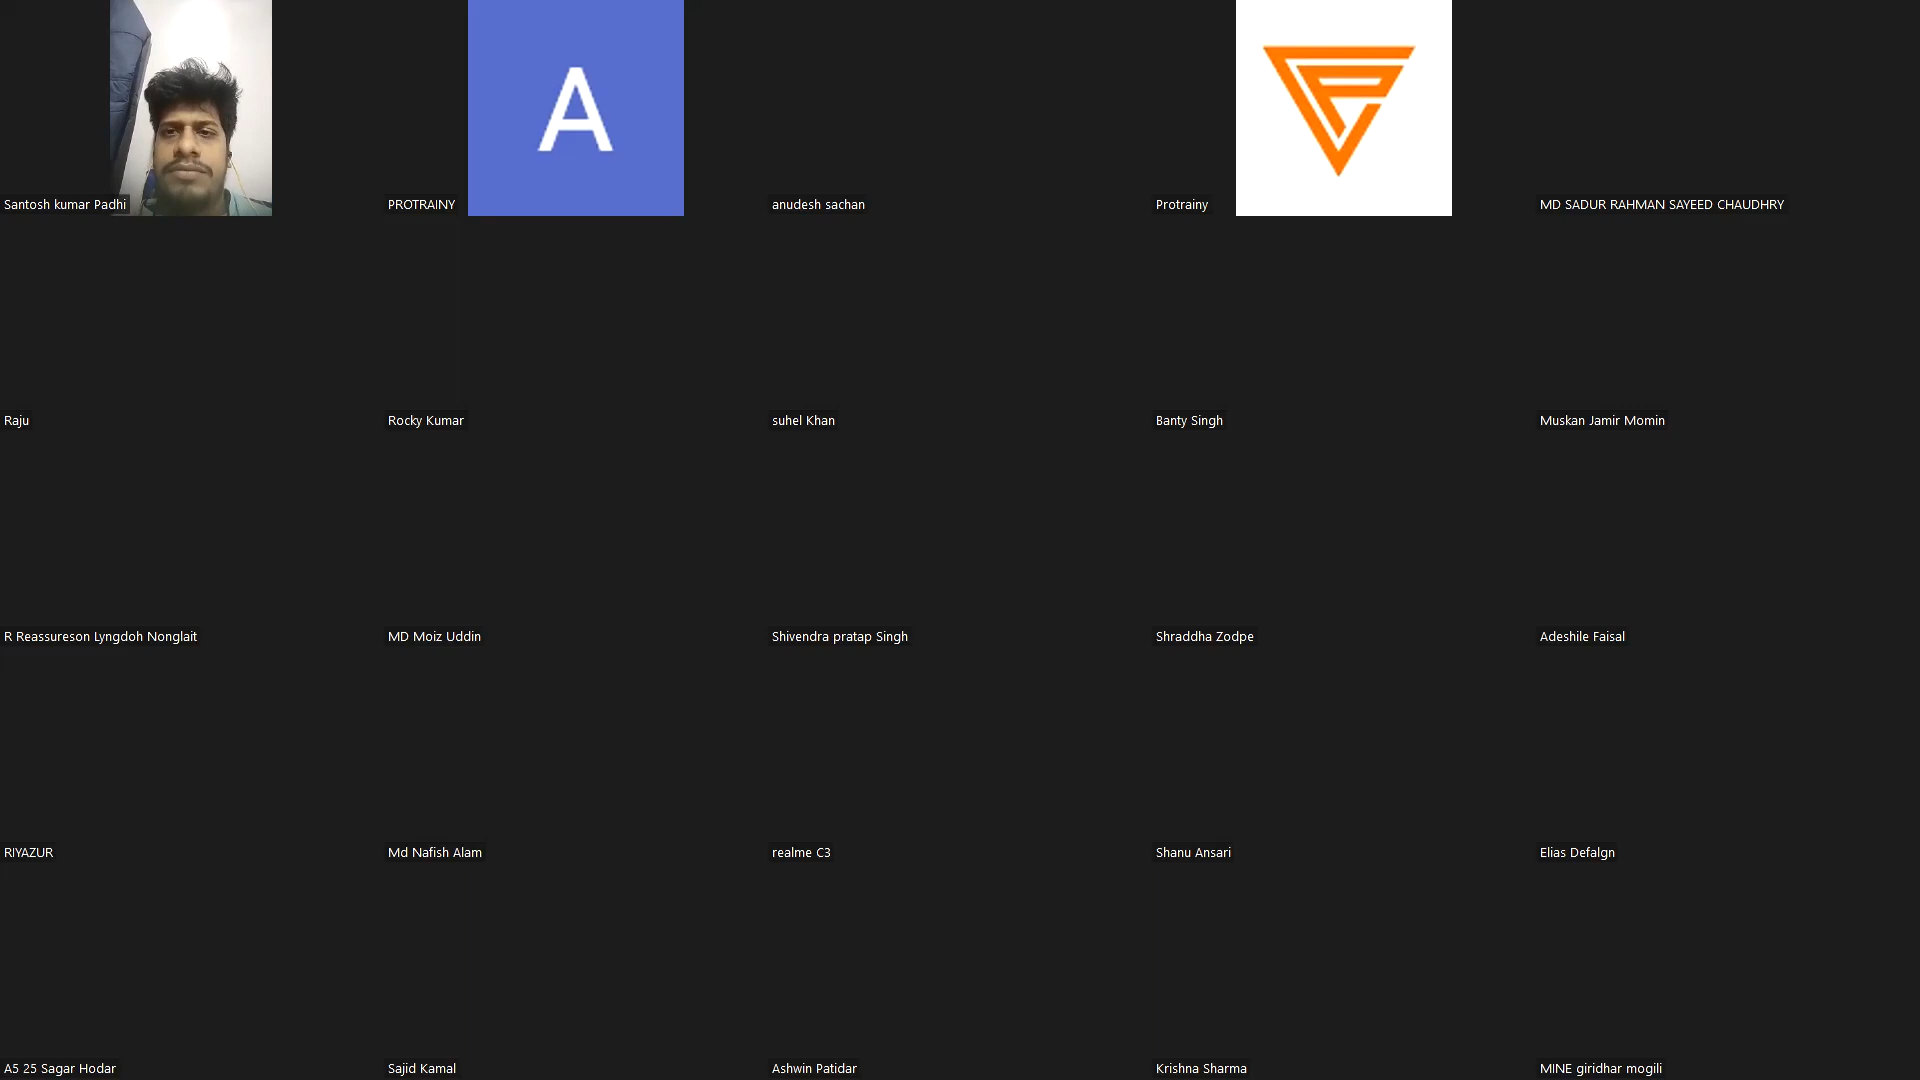 A
Santosh kumar Padhi
PROTRAINY
anudesh sachan
Protrainy
MD SADUR RAHMAN SAYEED CHAUDHRY
Raju
Rocky Kumar
suhel Khan
Banty Singh
Muskan Jamir Momin
R Reassureson Lyngdoh Nonglait
MD Moiz Uddin
Shivendra pratap Singh
Shraddha Zodpe
Adeshile Faisal
RIYAZUR
Md Nafish Alam
realme C3
Shanu Ansari
Elias Defalgn
A5 25 Sagar Hodar
Sajid Kamal
Ashwin Patidar
Krishna Sharma
MINE giridhar mogili